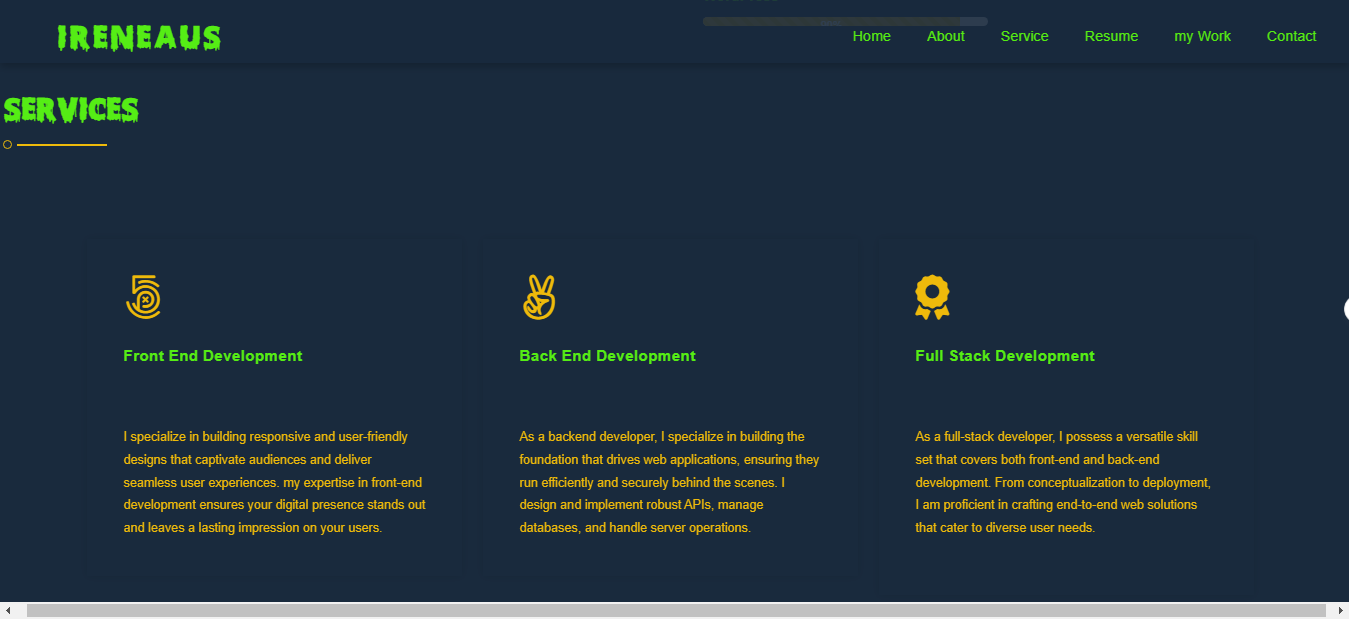 IRENEAUS
Home About Service Resume my Work Contact
SERVICES
Front End Development
I specialize in building responsive and user-friendly
designs that captivate audiences and deliver
seamless user experiences. my expertise in front-end
development ensures your digital presence stands out
and leaves a lasting impression on your users.
Back End Development
As a backend developer, I specialize in building the
foundation that drives web applications, ensuring they
run efficiently and securely behind the scenes. I
design and implement robust APIs, manage
databases, and handle server operations.
Full Stack Development
As a full-stack developer, I possess a versatile skill
set that covers both front-end and back-end
development. From conceptualization to deployment,
I am proficient in crafting end-to-end web solutions
that cater to diverse user needs.